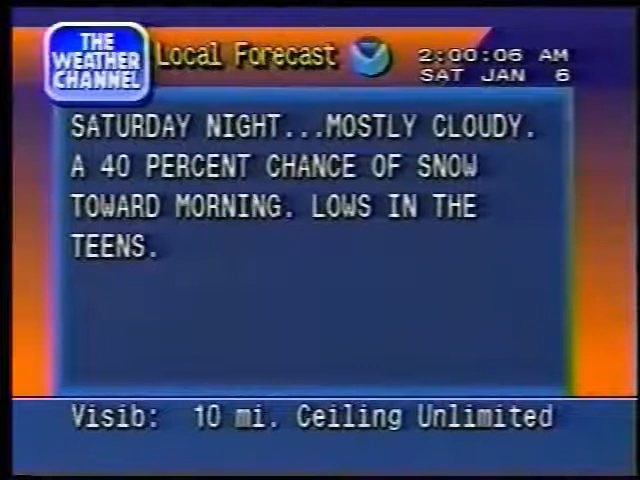 THE
WEATHER
CHANNEL
Local Forecast
2:00:06 AM
SAT JAN 6
SATURDAY NIGHT...MOSTLY CLOUDY.
A 40 PERCENT CHANCE OF SNOW
TOWARD MORNING. LOWS IN THE
TEENS.
Visib: 10 mi. Ceiling Unlimited